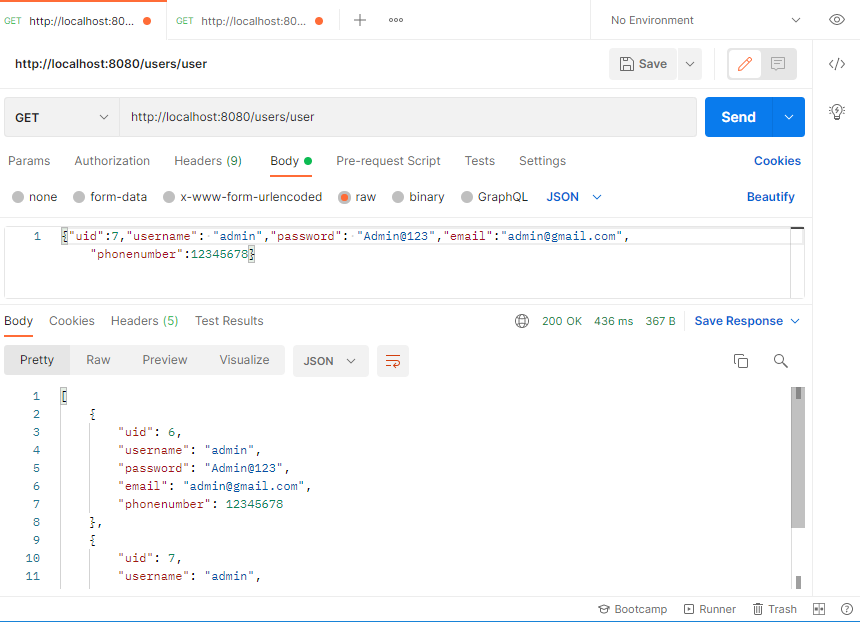 GET http://localhost:80... GET http://localhost:80... No Environment
http://localhost:8080/users/user Save
GET http://localhost:8080/users/user Send
Params Authorization Headers (9) Body Pre-request Script Tests Settings Cookies
none form-data x-www-form-urlencoded raw binary GraphQL JSON Beautify
1 {"uid":7,"username": "admin","password": "Admin@123","email":"admin@gmail.com",
"phonenumber":12345678}
Body Cookies Headers (5) Test Results 200 OK 436 ms 367 B Save Response
Pretty Raw Preview Visualize JSON
1 [
2 {
3 "uid": 6,
4 "username": "admin",
5 "password": "Admin@123",
6 "email": "admin@gmail.com",
7 "phonenumber": 12345678
8 },
9 {
10 "uid": 7,
11 "username": "admin",
Bootcamp Runner Trash